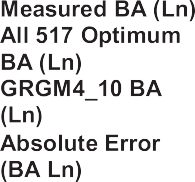 Measured BA (Ln)
All 517 Optimum
BA (Ln)
GRGM4_10 BA
(Ln)
Absolute Error
(BA Ln)